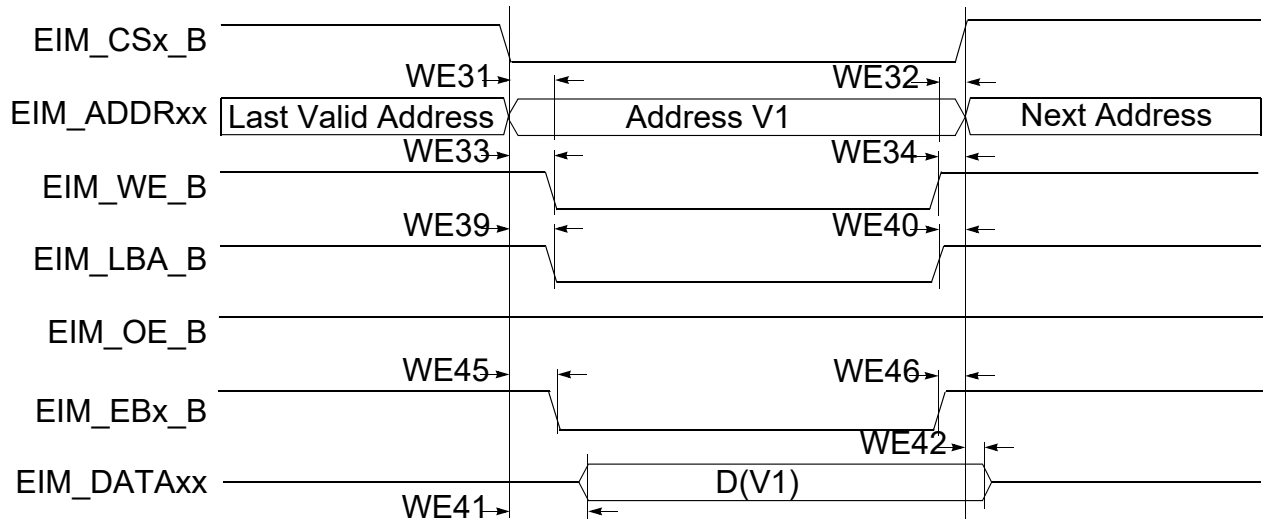 EIM_CSx_B
WE31 WE32
EIM_ADDRxx Last Valid Address Address V1 Next Address
WE33 WE34
EIM_WE_B
WE39 WE40
EIM_LBA_B
EIM_OE_B
WE45 WE46
EIM_EBx_B
WE42
EIM_DATAxx D(V1)
WE41